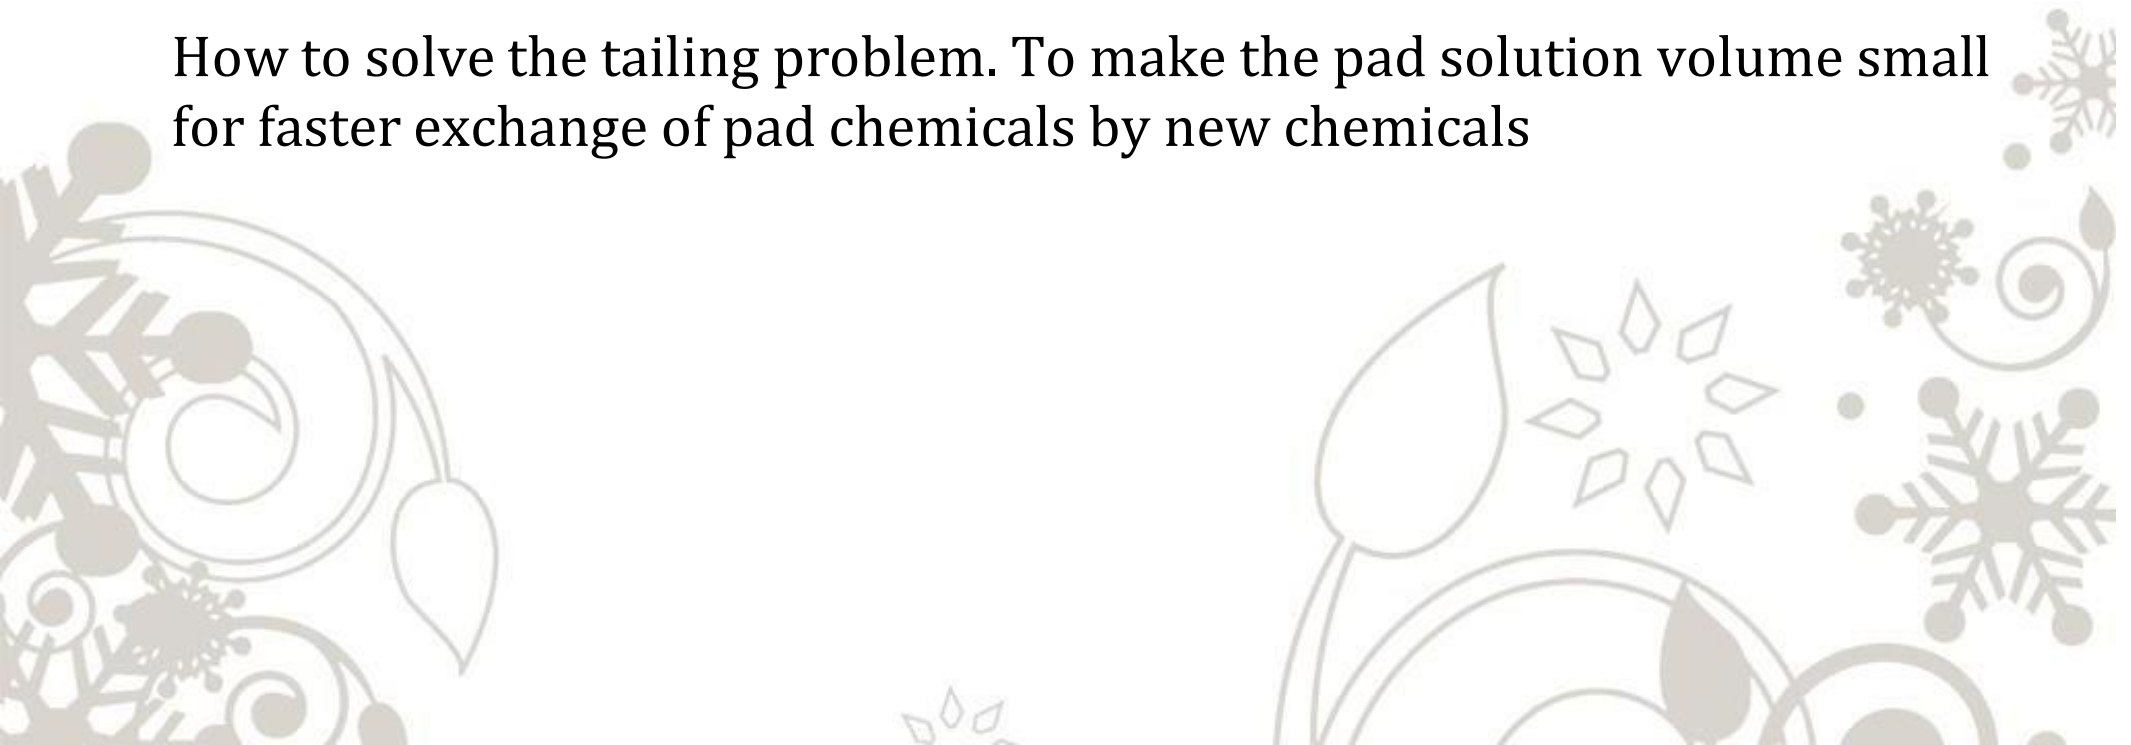 How to solve the tailing problem. To make the pad solution volume small
for faster exchange of pad chemicals by new chemicals